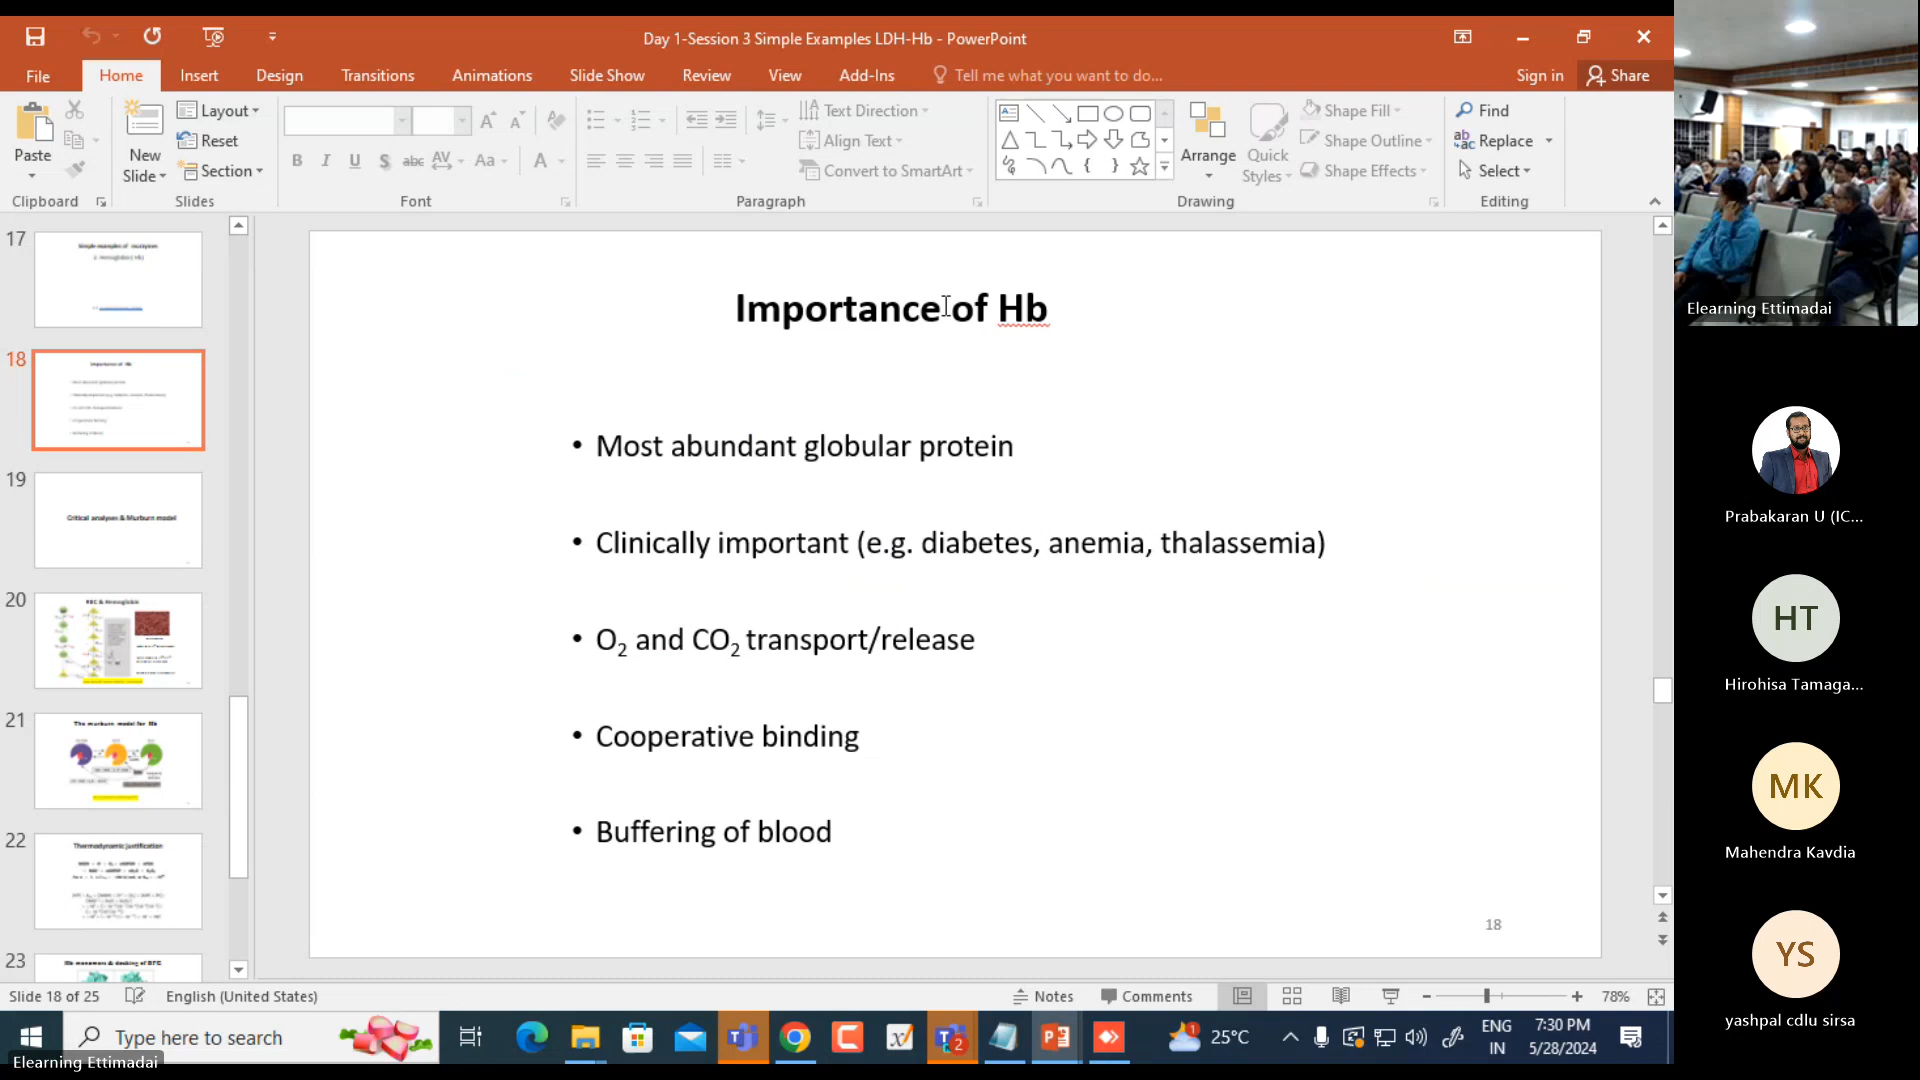 Day 1-Session 3 Simple Examples LDH-Hb - PowerPoint
File Home Insert Design Transitions Animations Slide Show Review View Add-Ins Tell me what you want to do... Sign in Share
Paste
Clipboard
New Slide
Layout
Reset
Section
Slides
B I U S abc AV Aa A
Font
Paragraph
Text Direction
Align Text
Convert to SmartArt
Arrange
Quick Styles
Shape Fill
Shape Outline
Shape Effects
Drawing
Find
Replace
Select
Editing
17
18
Importance of Hb
19
Critical analyses & Murburn model
20
RBC & Hemoglobin
21
The murburn model for Hb
22
Thermodynamic justification
23
Importance of Hb
• Most abundant globular protein
• Clinically important (e.g. diabetes, anemia, thalassemia)
• O2 and CO2 transport/release
• Cooperative binding
• Buffering of blood
18
Elearning Ettimadai
Prabakaran U (IC...
HT
Hirohisa Tamaga...
MK
Mahendra Kavdia
YS
yashpal cdlu sirsa
Slide 18 of 25 English (United States) Notes Comments 78%
Type here to search
25°C
ENG
IN
7:30 PM
5/28/2024
Elearning Ettimadai